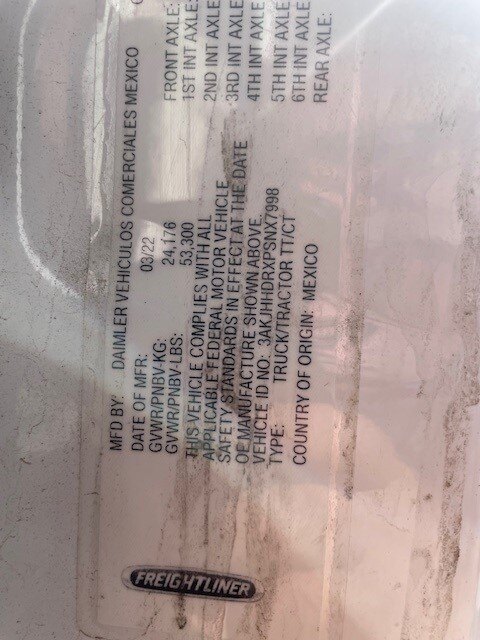 FREIGHTLINER
MFD BY DAIMLER VEHICULOS COMERCIALES MEXICO
DATE OF MFR: 03/22
GVWR/PNBV-KG: 24,176
GVWR/PNBV-LBS: 53,300
THIS VEHICLE COMPLIES WITH ALL
APPLICABLE FEDERAL MOTOR VEHICLE
SAFETY STANDARDS IN EFFECT AT THE DATE
OF MANUFACTURE SHOWN ABOVE.
VEHICLE ID NO: 3AKJHHDRXPSNX7998
TYPE: TRUCK/TRACTOR TT/CT
COUNTRY OF ORIGIN: MEXICO
FRONT AXLE:
1ST INT AXLE:
2ND INT AXLE
3RD INT AXLE
4TH INT AXLE
5TH INT AXLE
6TH INT AXLE
REAR AXLE: